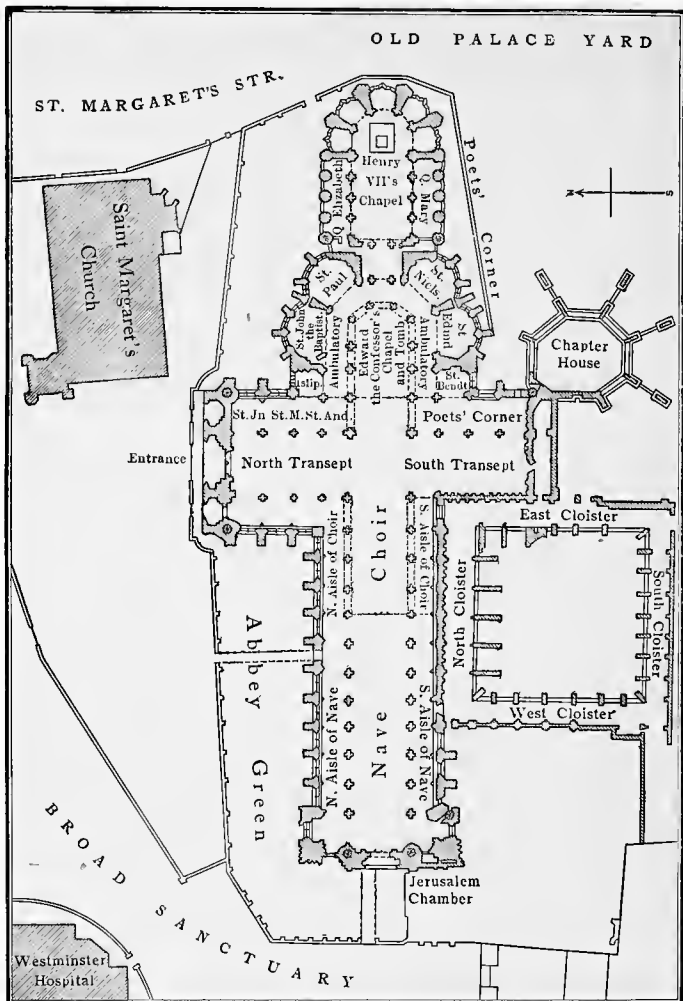 OLD PALACE YARD
ST. MARGARET'S STR.
Poets' Corner
Henry
VII's
Chapel
Q. Elizabeth
Q. Mary
N
S
Saint Margaret's
Church
St.
Paul
St.
Nichs
St. John
the
Baptist
St
Edmd
Ambulatory
Edward
the Confessor's
Chapel
and Tomb
Ambulatory
Chapter
House
Islip
St.
Bendt
St. Jn St. M. St. And
Poets' Corner
Entrance
North Transept
South Transept
East Cloister
N. Aisle of Choir
Choir
S. Aisle of Choir
North Cloister
South Cloister
West Cloister
Abbey Green
N. Aisle of Nave
Nave
S. Aisle of Nave
Jerusalem
Chamber
BROAD SANCTUARY
Westminster
Hospital